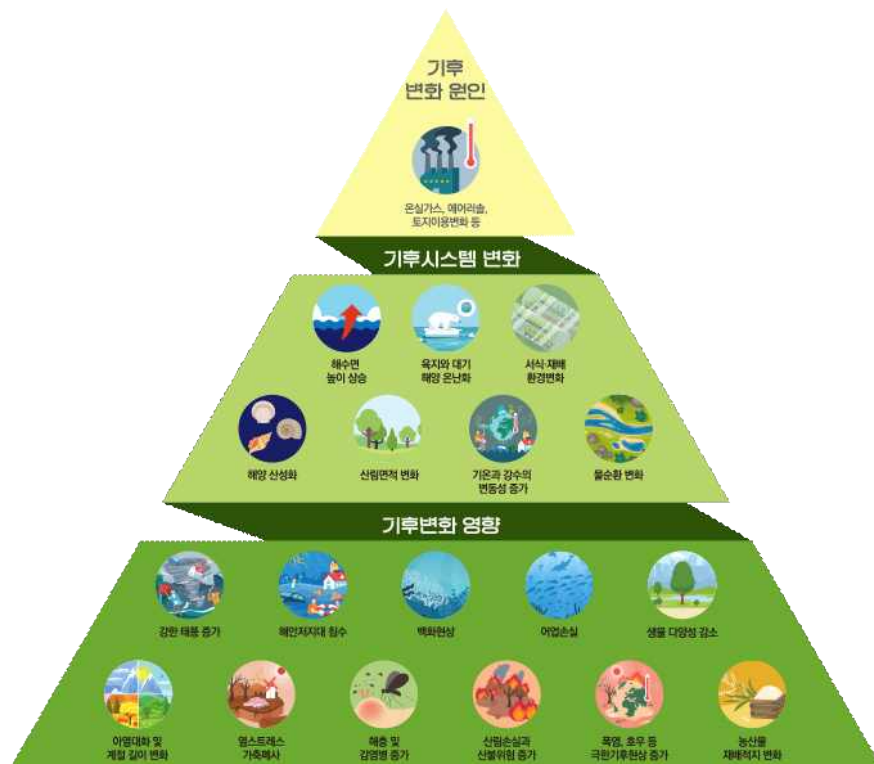 기후
변화 원인
온실가스, 에어러솔,
토지이용변화 등
기후시스템 변화
해수면
높이 상승
육지와 대기
해양 온난화
서식·재배
환경변화
해양 산성화
산림면적 변화
기온과 강수의
변동성 증가
물순환 변화
기후변화 영향
강한 태풍 증가
해안저지대 침수
백화현상
어업손실
생물 다양성 감소
아열대화 및
계절 길이 변화
열스트레스
가축폐사
해충 및
감염병 증가
산림손실과
산불위험 증가
폭염, 호우 등
극한기후현상 증가
농산물
재배적지 변화